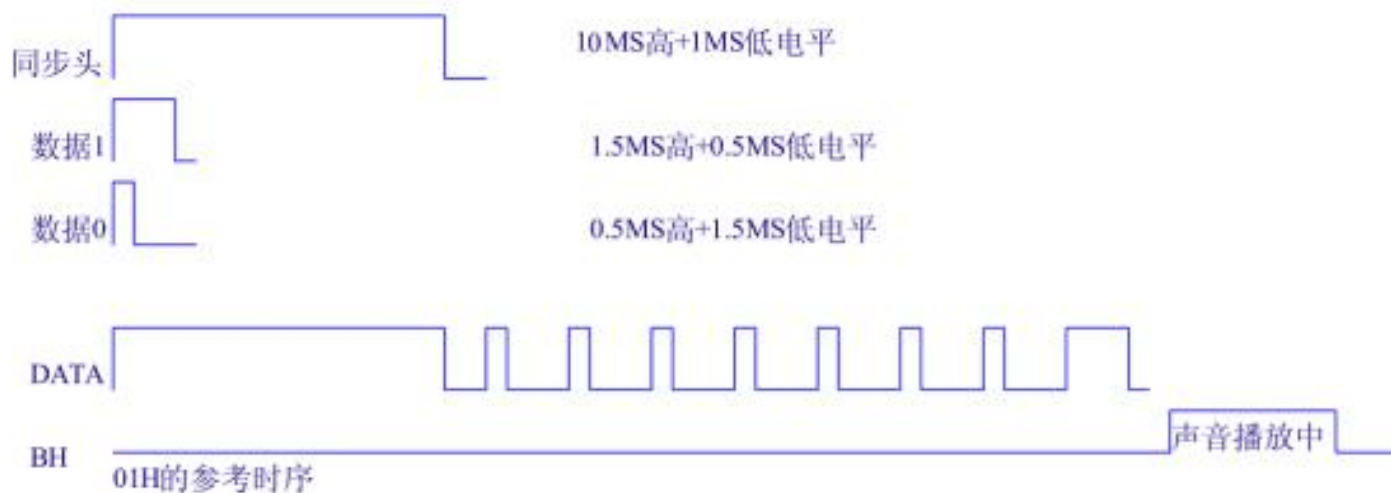 同步头
10MS高+1MS低电平
数据1
1.5MS高+0.5MS低电平
数据0
0.5MS高+1.5MS低电平
DATA
BH
声音播放中
01H的参考时序